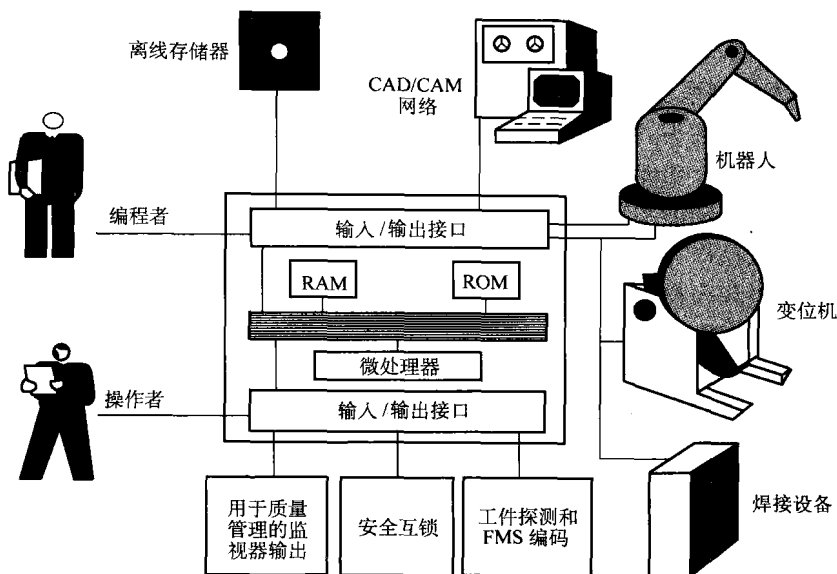 离线存储器
CAD/CAM
网络
机器人
编程者
输入/输出接口
RAM
ROM
变位机
微处理器
操作者
输入/输出接口
用于质量
管理的监
视器输出
安全互锁
工件探测和
FMS 编码
焊接设备